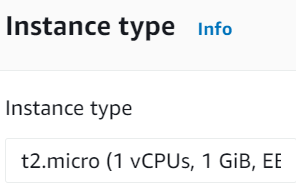 Instance type Info
Instance type
t2.micro (1 vCPUs, 1 GiB,